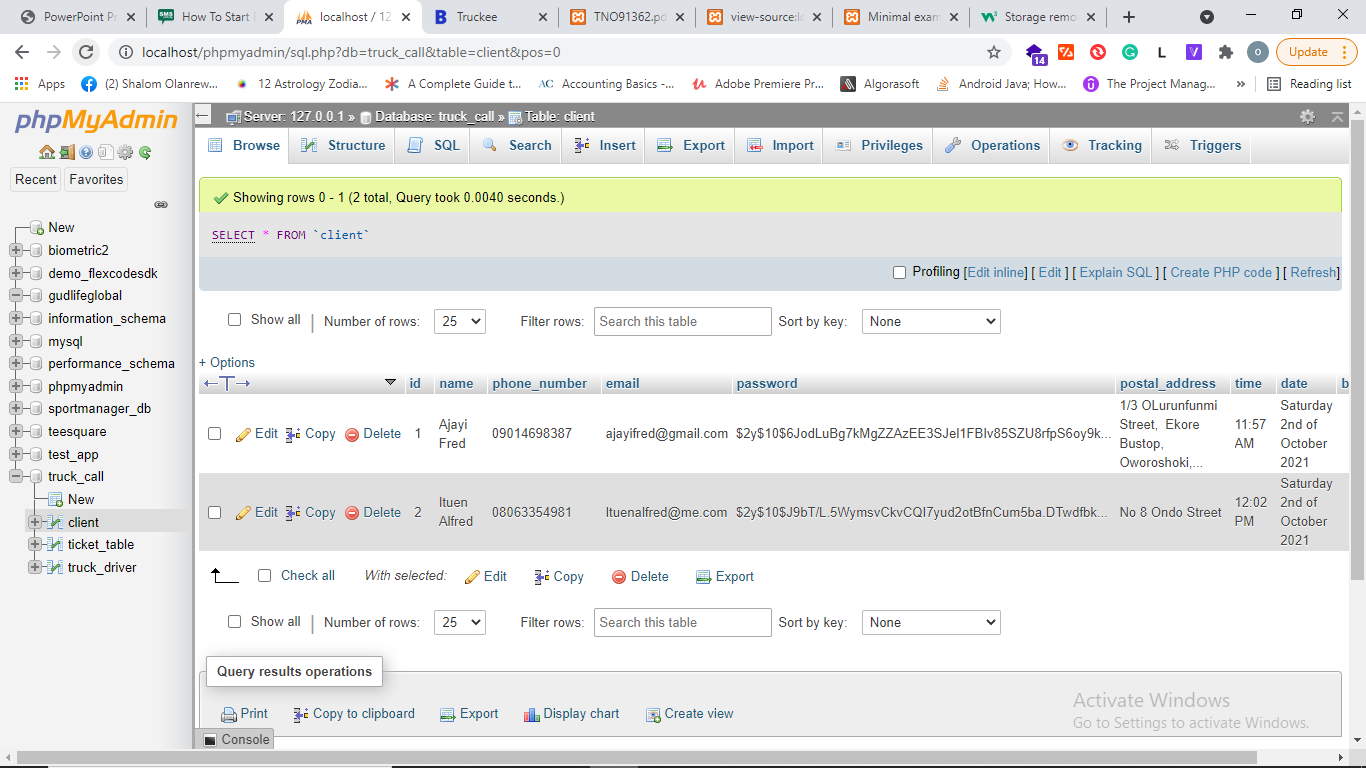 PowerPoint Pr
How To Start E
localhost / 12
Truckee
TNO91362.pd
view-source:lo
Minimal exam
Storage remo
localhost/phpmyadmin/sql.php?db=truck_call&table=client&pos=0
14
L
V
o
Update
Apps
(2) Shalom Olanrew...
12 Astrology Zodia...
A Complete Guide t...
AC Accounting Basics -...
Adobe Premiere Pr...
Algorasoft
Android Java; How...
The Project Manag...
»
Reading list
phpMyAdmin
Recent
Favorites
New
biometric2
demo_flexcodesdk
gudlifeglobal
information_schema
mysql
performance_schema
phpmyadmin
sportmanager_db
teesquare
test_app
truck_call
New
client
ticket_table
truck_driver
Server: 127.0.0.1 » Database: truck_call » Table: client
Browse Structure SQL Search Insert Export Import Privileges Operations Tracking Triggers
Showing rows 0 - 1 (2 total, Query took 0.0040 seconds.)
SELECT * FROM `client`
Profiling [Edit inline] [ Edit ] [ Explain SQL ] [ Create PHP code ] [ Refresh]
Show all | Number of rows: 25 Filter rows: Search this table Sort by key: None
+ Options
id name phone_number email password postal_address time date b
Edit Copy Delete 1 Ajayi Fred 09014698387 ajayifred@gmail.com $2y$10$6JodLuBg7kMgZZAzEE3SJel1FBlv85SZU8rfpS6oy9k... 1/3 OLurunfunmi Street, Ekore Bustop, Oworoshoki,... 11:57 AM Saturday 2nd of October 2021
Edit Copy Delete 2 Ituen Alfred 08063354981 Ituenalfred@me.com $2y$10$J9bT/L.5WymsvCkvCQI7yud2otBfnCum5ba.DTwdfbk... No 8 Ondo Street 12:02 PM Saturday 2nd of October 2021
Check all With selected: Edit Copy Delete Export
Show all | Number of rows: 25 Filter rows: Search this table Sort by key: None
Query results operations
Print Copy to clipboard Export Display chart Create view
Console
Activate Windows
Go to Settings to activate Windows.